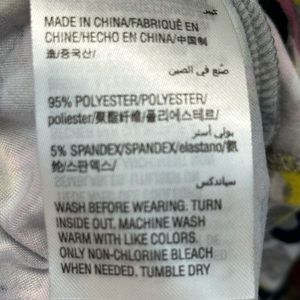 MADE IN CHINA/FABRIQUÉ EN
CHINE/HECHO EN CHINA/中国制
造/중국산/
صنع في الصين
95% POLYESTER/POLYESTER/
poliéster/聚酯纤维/폴리에스테르/
بولي أستر
5% SPANDEX/SPANDEX/elastano/氨
纶/스판덱스/
سباندكس
WASH BEFORE WEARING. TURN
INSIDE OUT. MACHINE WASH
WARM WITH LIKE COLORS.
ONLY NON-CHLORINE BLEACH
WHEN NEEDED. TUMBLE DRY